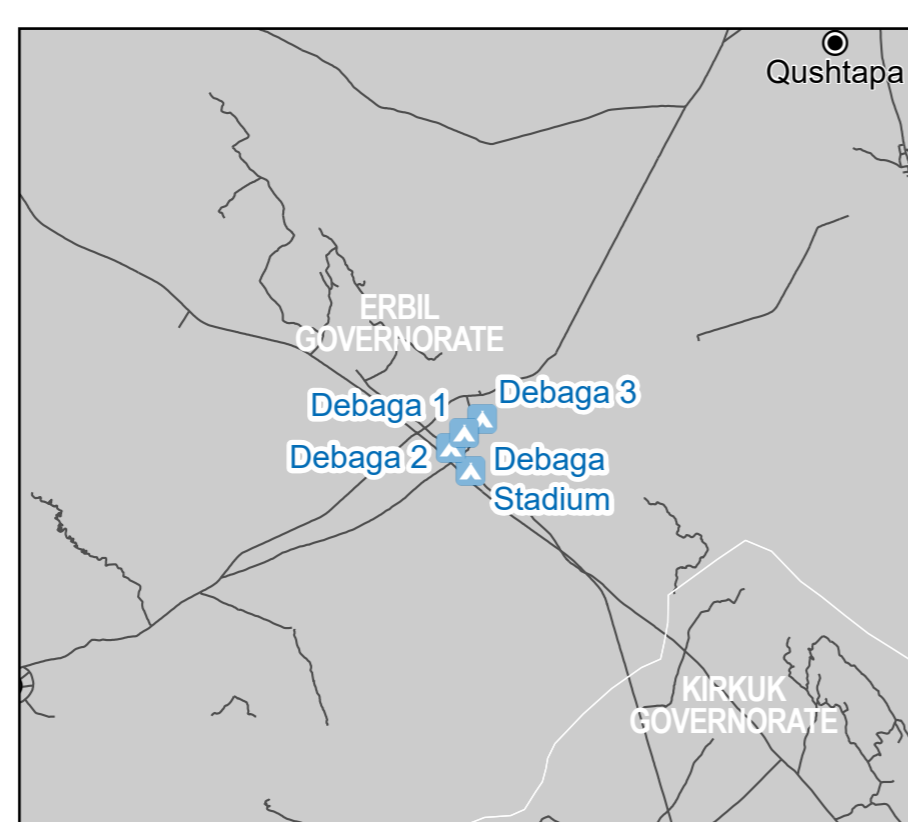 Qushtapa
ERBIL
GOVERNORATE
Debaga 3
Debaga 1
Debaga 2
Debaga
Stadium
KIRKUK
GOVERNORATE